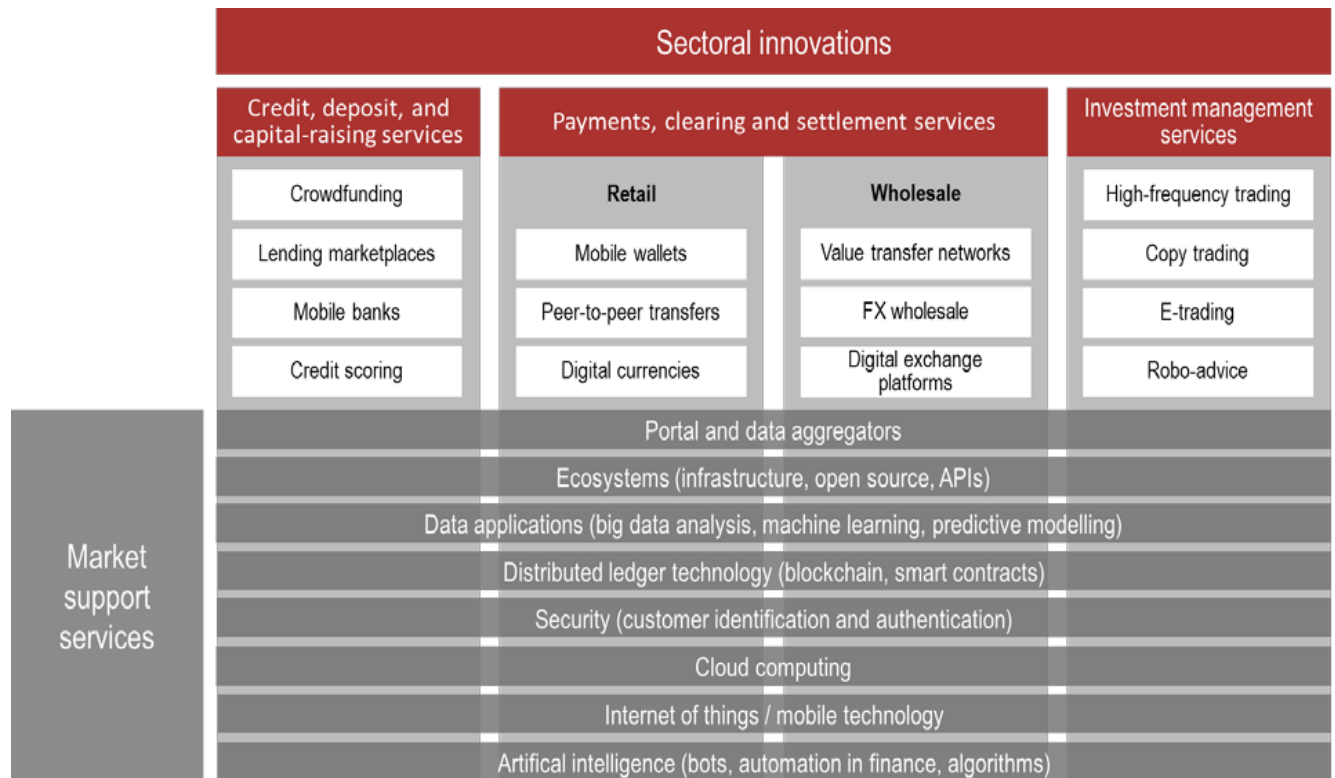 Sectoral innovations
Credit, deposit, and
capital-raising services
Payments, clearing and settlement services
Investment management
services
Crowdfunding
Retail
Wholesale
High-frequency trading
Lending marketplaces
Mobile wallets
Value transfer networks
Copy trading
Mobile banks
Peer-to-peer transfers
FX wholesale
E-trading
Credit scoring
Digital currencies
Digital exchange
platforms
Robo-advice
Market
support
services
Portal and data aggregators
Ecosystems (infrastructure, open source, APIs)
Data applications (big data analysis, machine learning, predictive modelling)
Distributed ledger technology (blockchain, smart contracts)
Security (customer identification and authentication)
Cloud computing
Internet of things / mobile technology
Artifical intelligence (bots, automation in finance, algorithms)